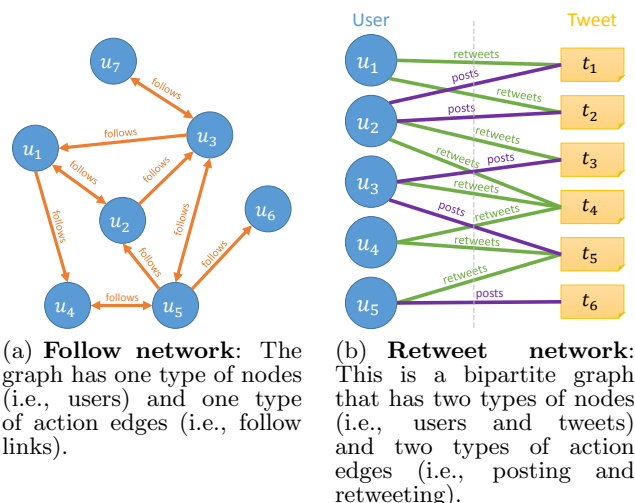 User
Tweet
u7
follows
u3
follows
u1
follows
follows
u2
follows
follows
follows
u6
follows
follows
u4
follows
u5
u1
retweets
t1
posts
retweets
u2
posts
t2
retweets
retweets
posts
t3
u3
retweets
posts
retweets
t4
u4
retweets
retweets
t5
u5
posts
t6
(a) Follow network: The
graph has one type of nodes
(i.e., users) and one type
of action edges (i.e., follow
links).
(b) Retweet network:
This is a bipartite graph
that has two types of nodes
(i.e., users and tweets)
and two types of action
edges (i.e., posting and
retweeting).